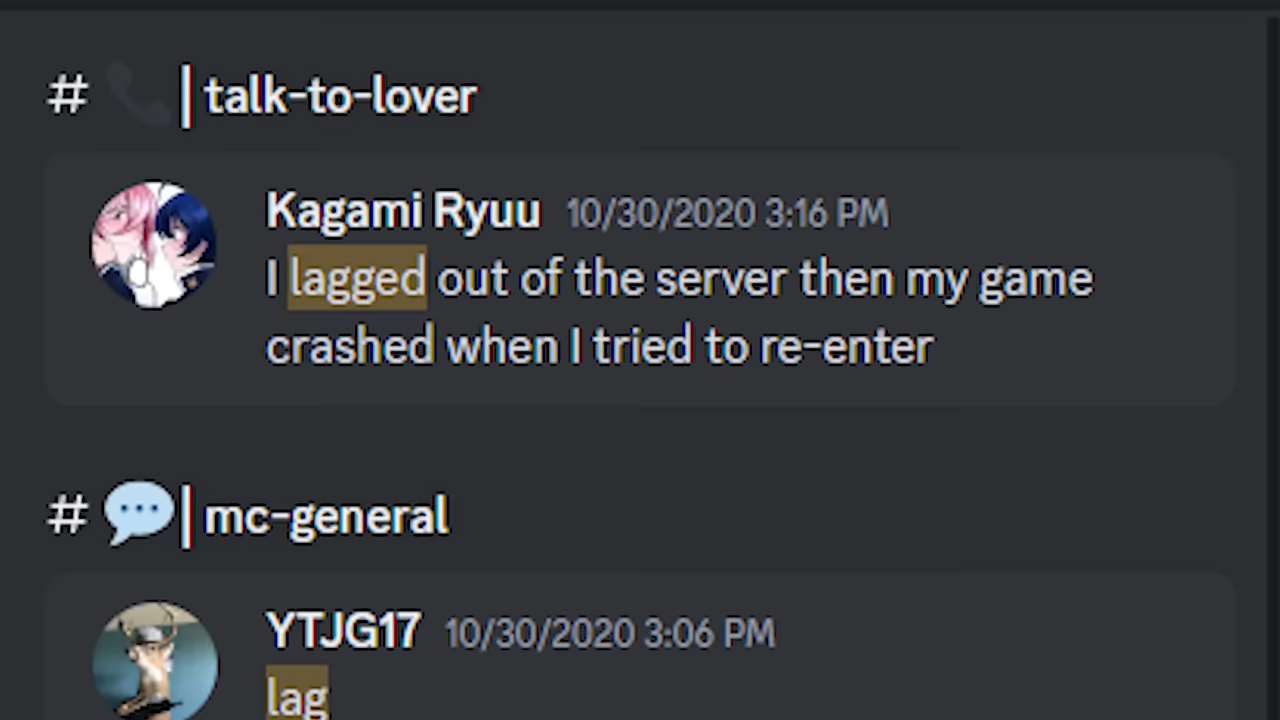 # 📞┃talk-to-lover
Kagami Ryuu 10/30/2020 3:16 PM
I lagged out of the server then my game
crashed when I tried to re-enter
# 💬┃mc-general
YTJG17 10/30/2020 3:06 PM
lag